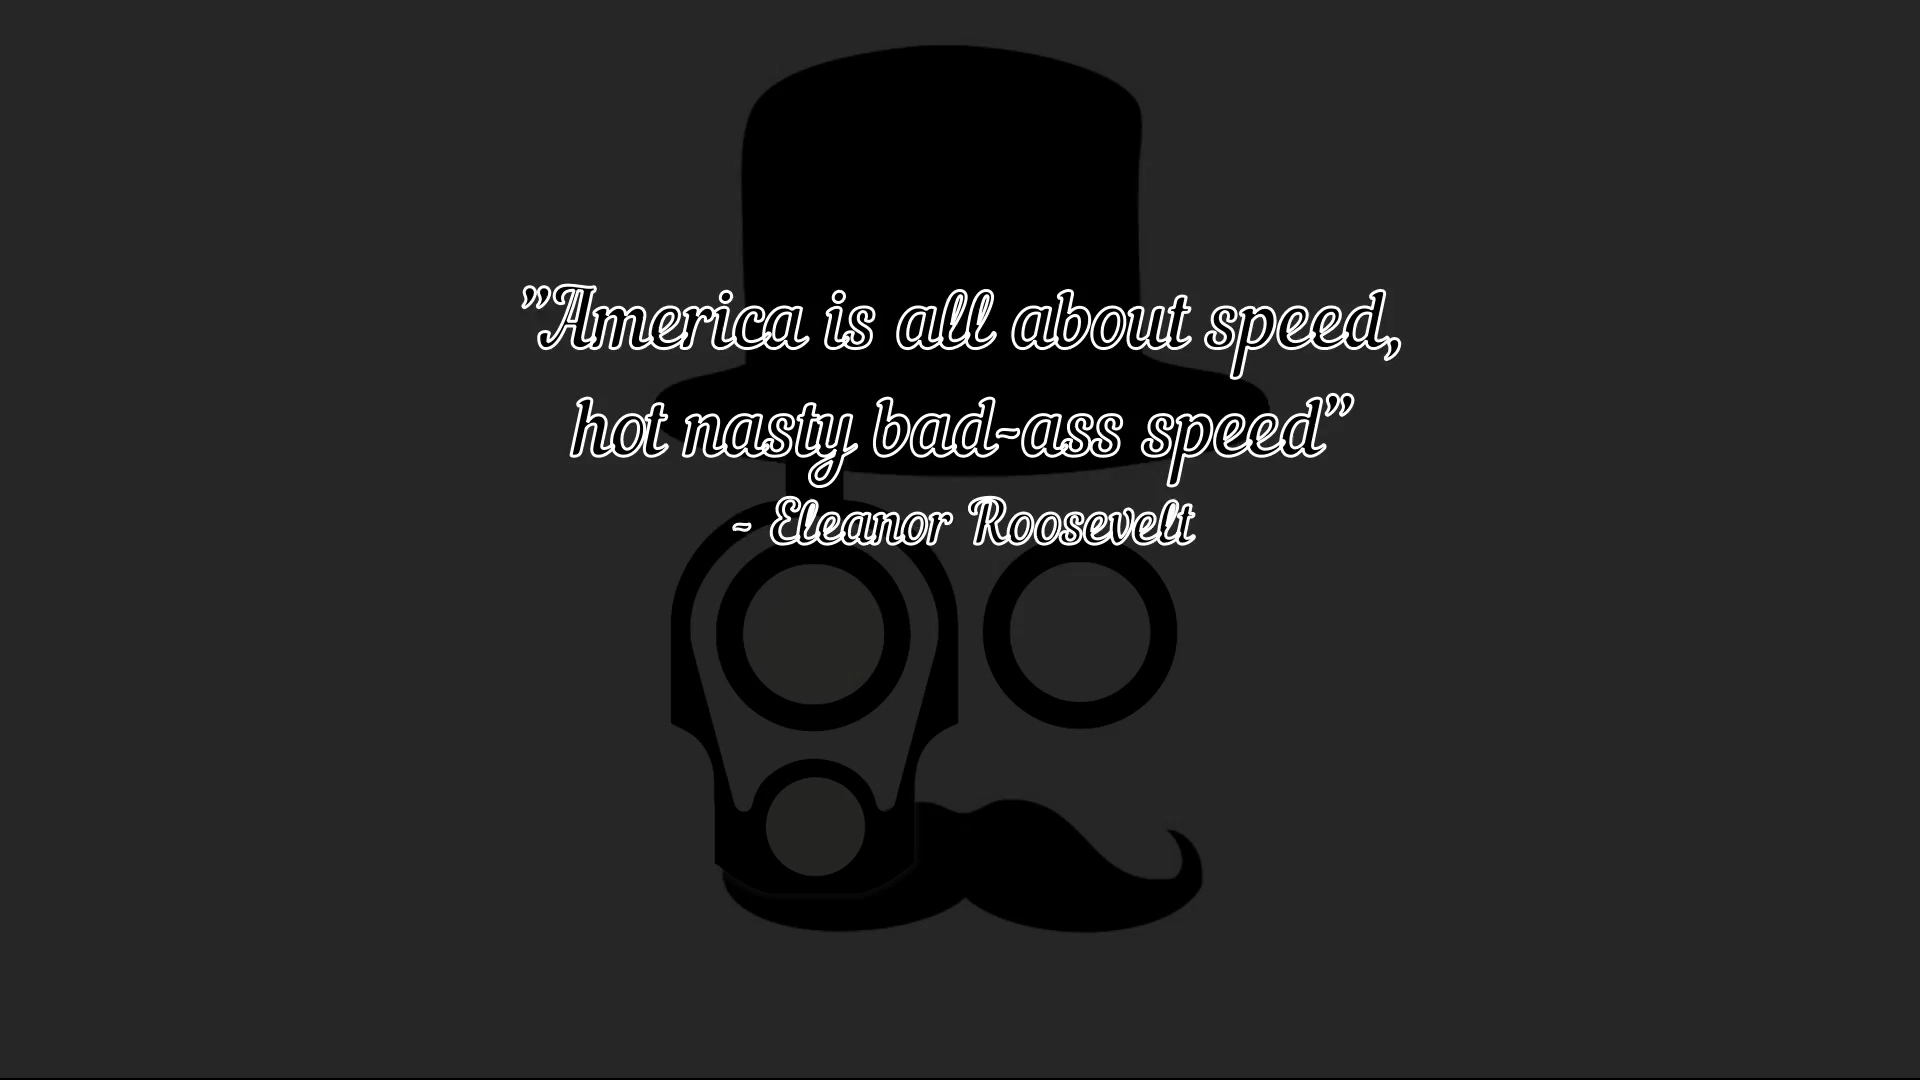 "America is all about speed,
hot nasty bad-ass speed"
~ Eleanor Roosevelt